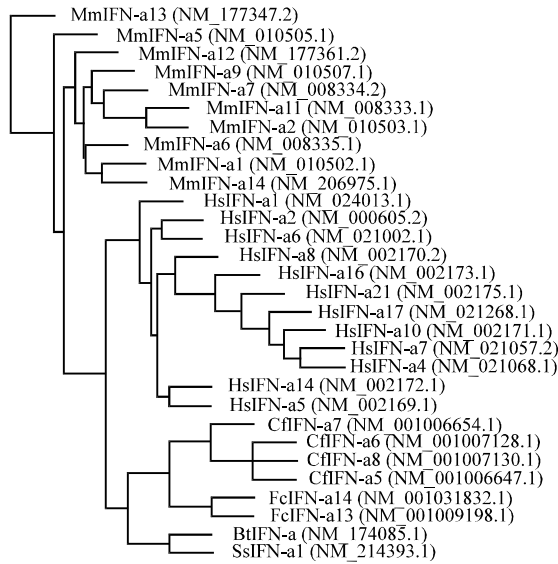 MmIFN-a13 (NM_177347.2)
MmIFN-a5 (NM_010505.1)
MmIFN-a12 (NM_177361.2)
MmIFN-a9 (NM_010507.1)
MmIFN-a7 (NM_008334.2)
MmIFN-a11 (NM_008333.1)
MmIFN-a2 (NM_010503.1)
MmIFN-a6 (NM_008335.1)
MmIFN-a1 (NM_010502.1)
MmIFN-a14 (NM_206975.1)
HsIFN-a1 (NM_024013.1)
HsIFN-a2 (NM_000605.2)
HsIFN-a6 (NM_021002.1)
HsIFN-a8 (NM_002170.2)
HsIFN-a16 (NM_002173.1)
HsIFN-a21 (NM_002175.1)
HsIFN-a17 (NM_021268.1)
HsIFN-a10 (NM_002171.1)
HsIFN-a7 (NM_021057.2)
HsIFN-a4 (NM_021068.1)
HsIFN-a14 (NM_002172.1)
HsIFN-a5 (NM_002169.1)
CfIFN-a7 (NM_001006654.1)
CfIFN-a6 (NM_001007128.1)
CfIFN-a8 (NM_001007130.1)
CfIFN-a5 (NM_001006647.1)
FcIFN-a14 (NM_001031832.1)
FcIFN-a13 (NM_001009198.1)
BtIFN-a (NM_174085.1)
SsIFN-a1 (NM_214393.1)